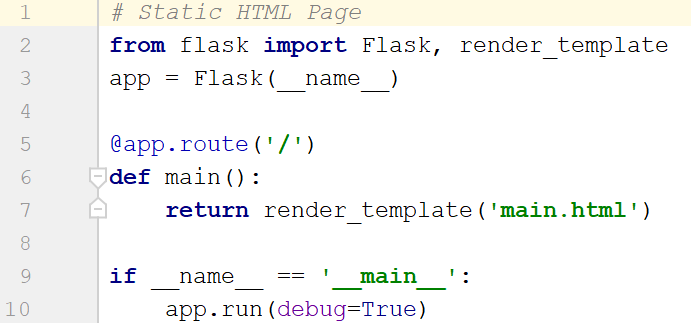 1 # Static HTML Page
2 from flask import Flask, render_template
3 app = Flask(__name__)
4
5 @app.route('/')
6 def main():
7     return render_template('main.html')
8
9 if __name__ == '__main__':
10     app.run(debug=True)